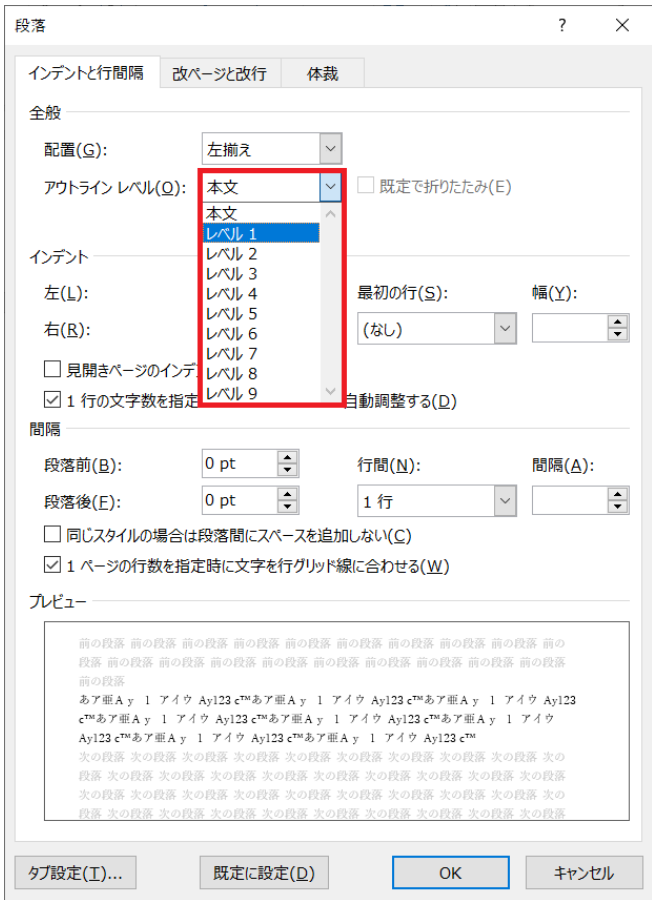 段落 ? ×
インデントと行間隔 改ページと改行 体裁
全般
配置(G): 左揃え
アウトライン レベル(O): 本文 既定で折りたたみ(E)
本文
レベル 1
レベル 2
レベル 3
レベル 4
レベル 5
レベル 6
レベル 7
レベル 8
レベル 9
インデント
左(L): 最初の行(S): 幅(Y):
右(R): (なし)
見開きページのインデ
1 行の文字数を指定 自動調整する(D)
間隔
段落前(B): 0 pt 行間(N): 間隔(A):
段落後(F): 0 pt 1 行
同じスタイルの場合は段落間にスペースを追加しない(C)
1 ページの行数を指定時に文字を行グリッド線に合わせる(W)
プレビュー
前の段落 前の段落 前の段落 前の段落 前の段落 前の段落 前の段落 前の段落 前の段落 前の
段落 前の段落 前の段落 前の段落 前の段落 前の段落 前の段落 前の段落 前の段落 前の段落
前の段落
あア亜Ａｙ １ アイウ Ay123 c™あア亜Ａｙ １ アイウ Ay123 c™あア亜Ａｙ １ アイウ Ay123
c™あア亜Ａｙ １ アイウ Ay123 c™あア亜Ａｙ １ アイウ Ay123 c™あア亜Ａｙ １ アイウ
Ay123 c™あア亜Ａｙ １ アイウ Ay123 c™あア亜Ａｙ １ アイウ Ay123 c™
次の段落 次の段落 次の段落 次の段落 次の段落 次の段落 次の段落 次の段落 次の段落 次の
段落 次の段落 次の段落 次の段落 次の段落 次の段落 次の段落 次の段落 次の段落 次の段落
次の段落 次の段落 次の段落 次の段落 次の段落 次の段落 次の段落 次の段落 次の段落 次の
段落 次の段落 次の段落 次の段落 次の段落 次の段落 次の段落 次の段落 次の段落 次の段落
タブ設定(T)... 既定に設定(D) OK キャンセル